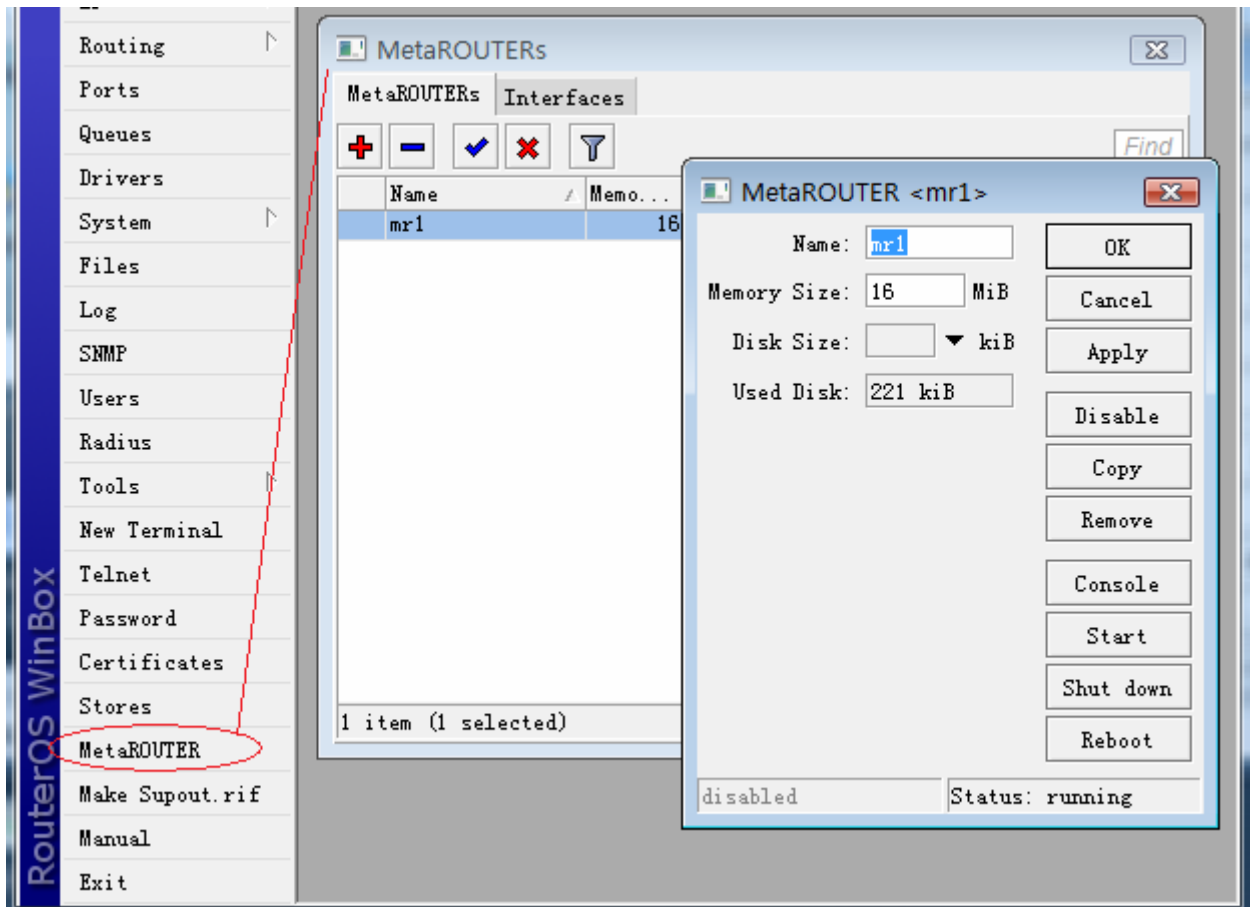 Routing
Ports
Queues
Drivers
System
Files
Log
SNMP
Users
Radius
Tools
New Terminal
Telnet
Password
Certificates
Stores
MetaROUTER
Make Supout.rif
Manual
Exit
RouterOS WinBox
MetaROUTERs
MetaROUTERs Interfaces
Find
Name Memo...
mr1 16
1 item (1 selected)
MetaROUTER <mr1>
Name: mr1
Memory Size: 16 MiB
Disk Size: kiB
Used Disk: 221 kiB
OK
Cancel
Apply
Disable
Copy
Remove
Console
Start
Shut down
Reboot
disabled
Status: running